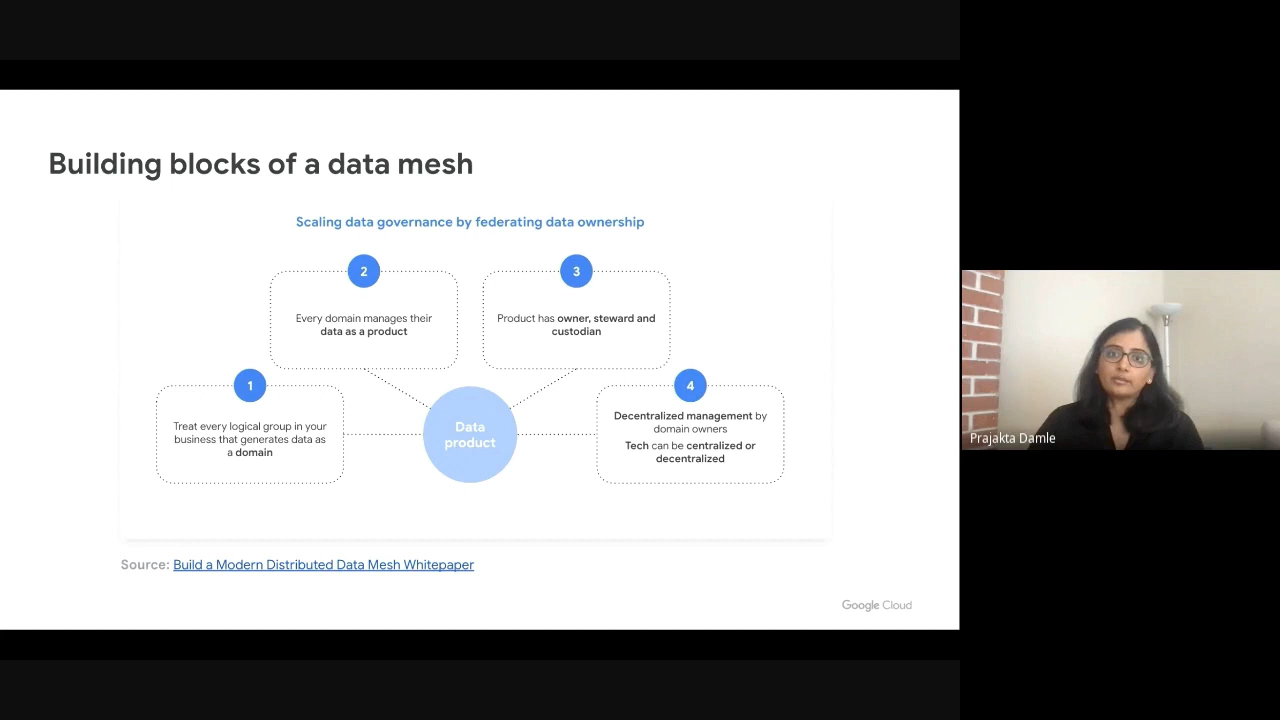 Building blocks of a data mesh
Scaling data governance by federating data ownership
2
3
Every domain manages their
data as a product
Product has owner, steward and
custodian
1
4
Treat every logical group in your
business that generates data as
a domain
Data
product
Decentralized management by
domain owners
Tech can be centralized or
decentralized
Source: Build a Modern Distributed Data Mesh Whitepaper
Google Cloud
Prajakta Damle